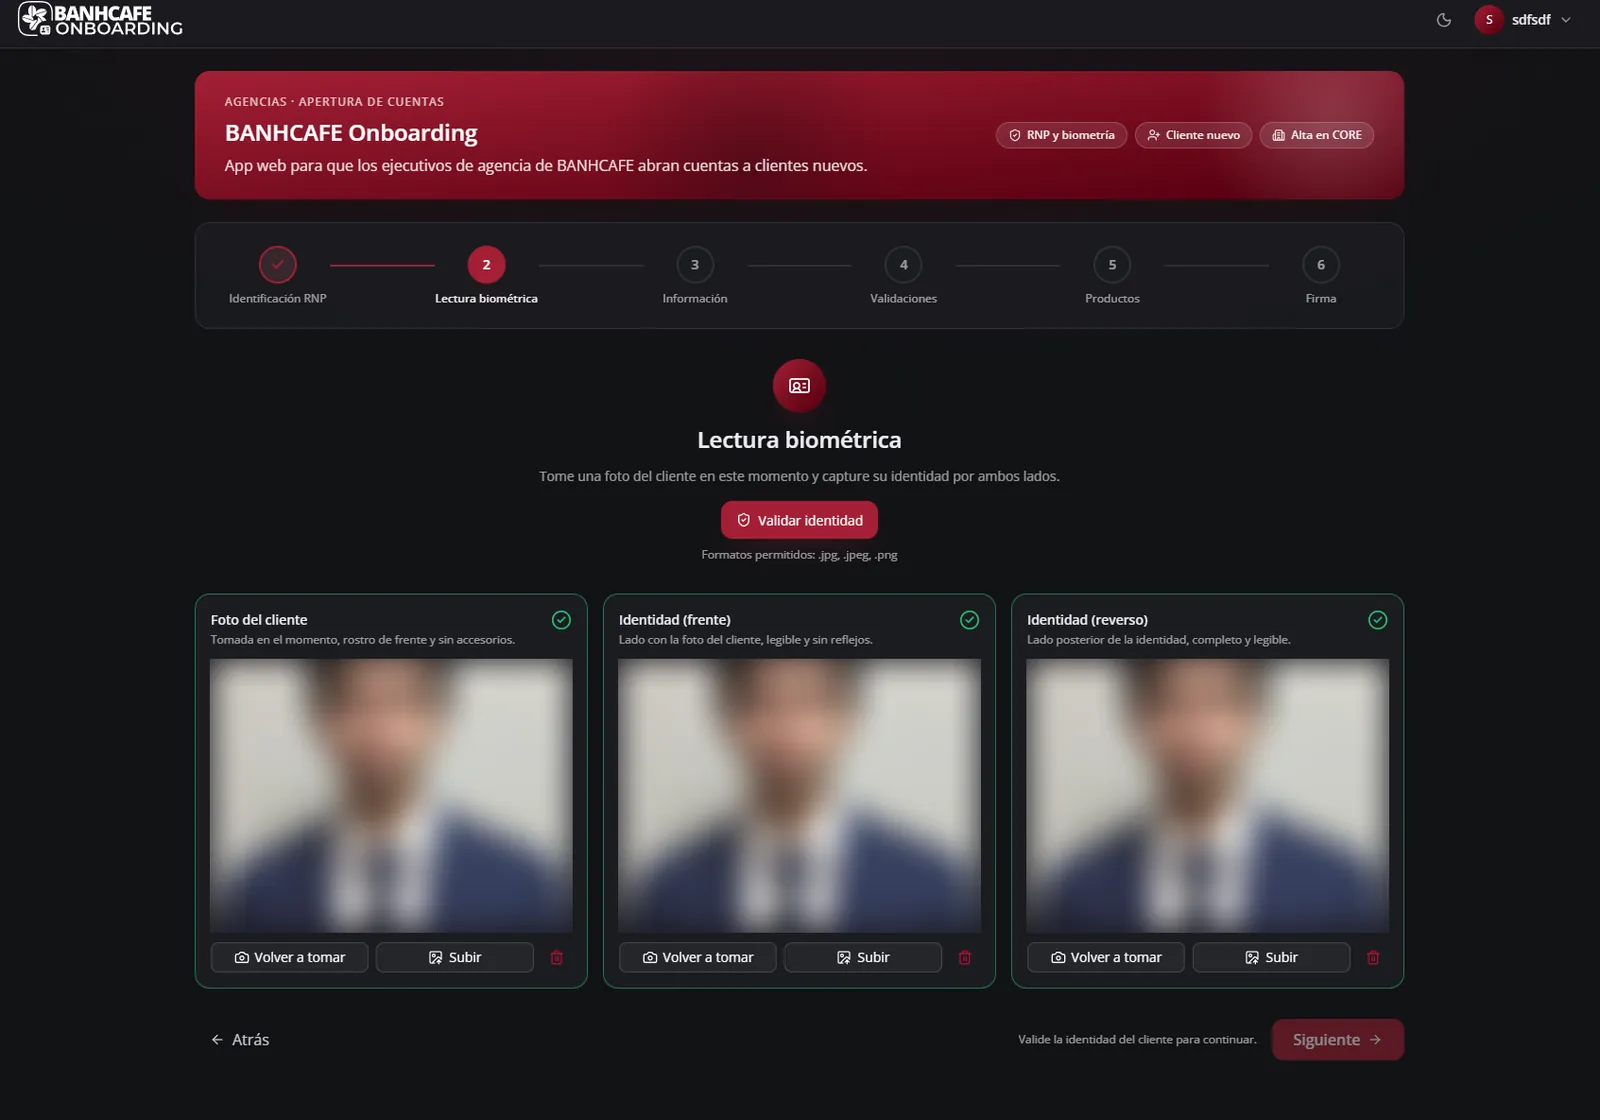 BANHCAFE
ONBOARDING
S
sdfsdf
AGENCIAS · APERTURA DE CUENTAS
BANHCAFE Onboarding
App web para que los ejecutivos de agencia de BANHCAFE abran cuentas a clientes nuevos.
RNP y biometría
Cliente nuevo
Alta en CORE
Identificación RNP
2
Lectura biométrica
3
Información
4
Validaciones
5
Productos
6
Firma
Lectura biométrica
Tome una foto del cliente en este momento y capture su identidad por ambos lados.
Validar identidad
Formatos permitidos: .jpg, .jpeg, .png
Foto del cliente
Tomada en el momento, rostro de frente y sin accesorios.
Volver a tomar
Subir
Identidad (frente)
Lado con la foto del cliente, legible y sin reflejos.
Volver a tomar
Subir
Identidad (reverso)
Lado posterior de la identidad, completo y legible.
Volver a tomar
Subir
Atrás
Valide la identidad del cliente para continuar.
Siguiente